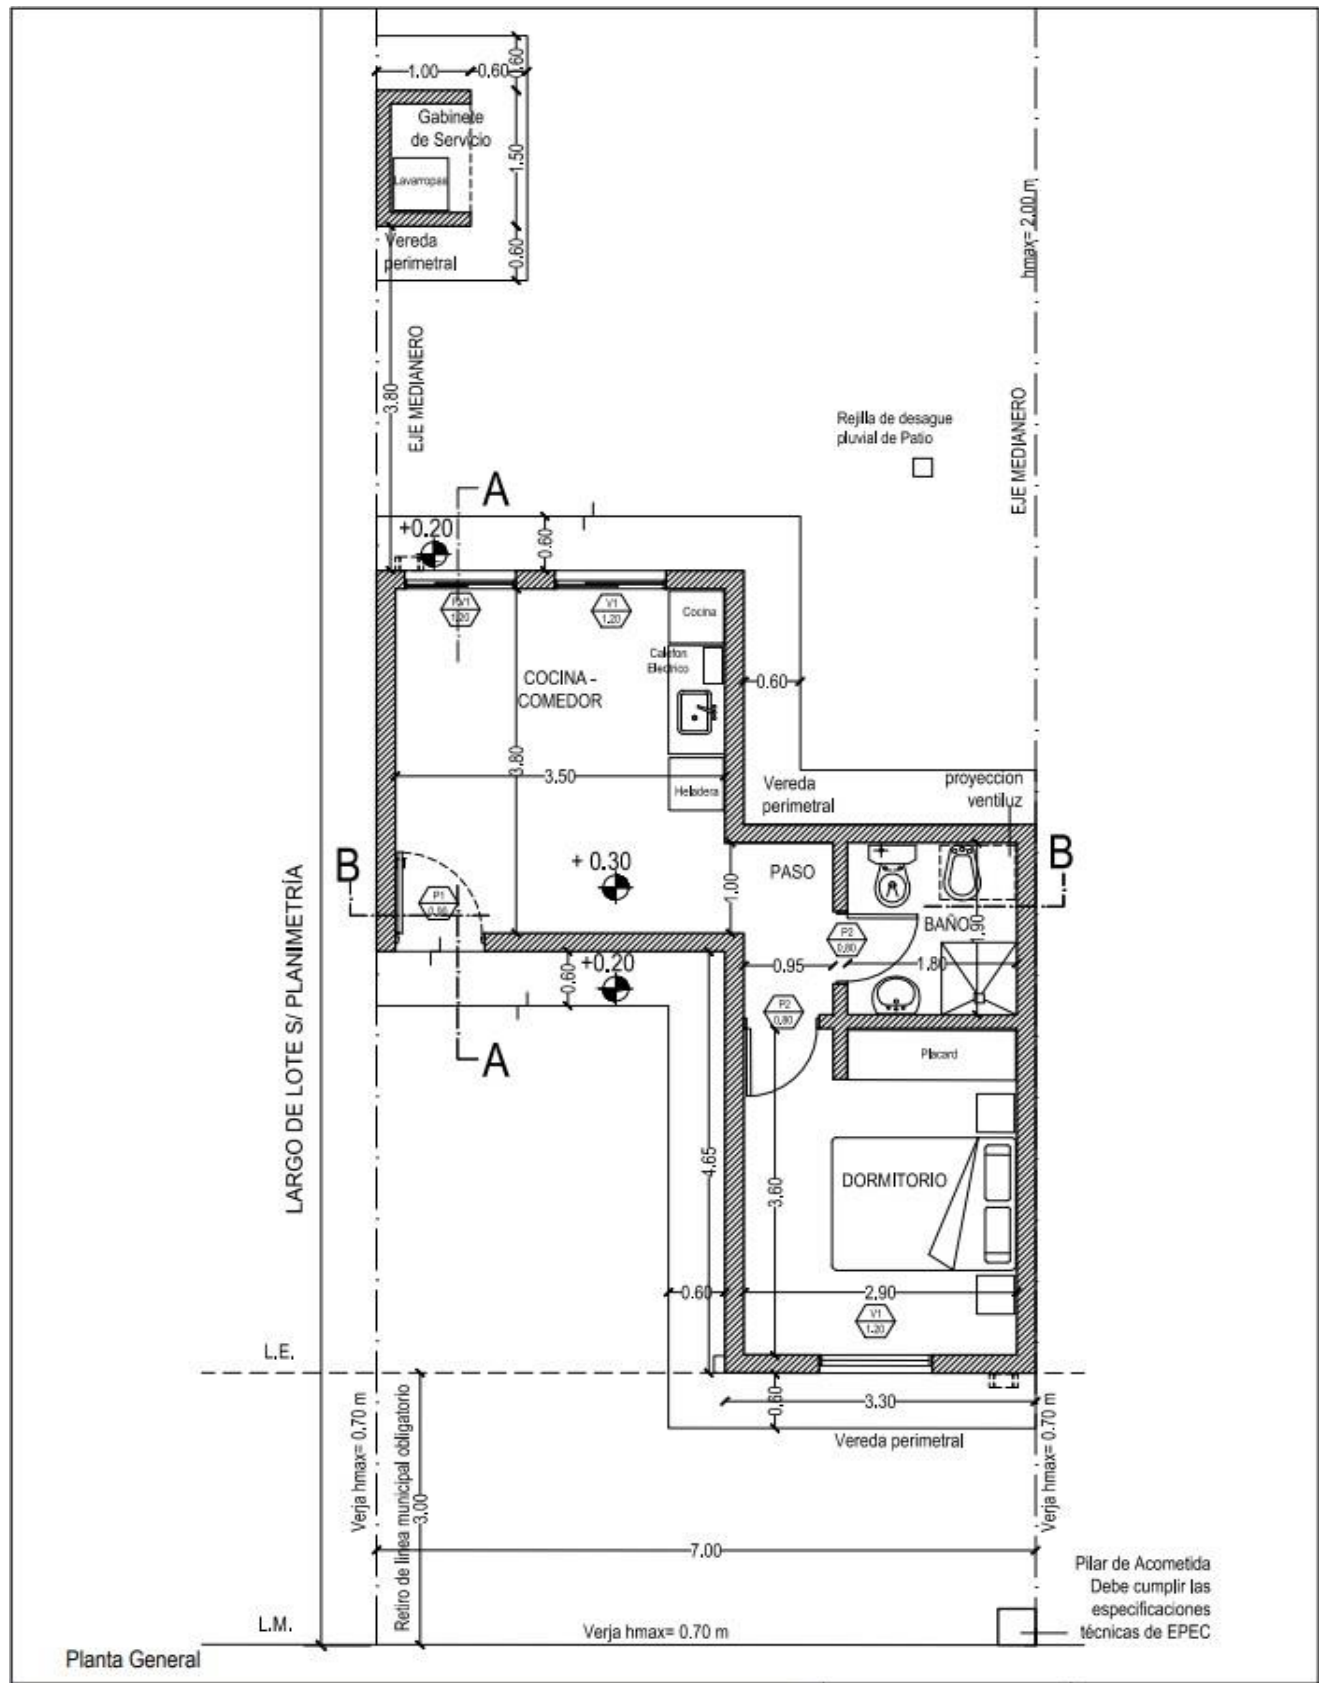 0.60
1.00
0.60
Gabinete
de Servicio
1.50
Lavarropas
Vereda
perimetral
0.60
hmax= 2.00 m
3.80
EJE MEDIANERO
EJE MEDIANERO
Rejilla de desague
pluvial de Patio
A
+0.20
0.60
PV1
1.20
V1
1.20
Cocina
Calefon
Electrico
COCINA -
COMEDOR
0.60
3.80
3.50
Heladera
Vereda
perimetral
proyección
ventiluz
B
B
+ 0.30
PASO
1.00
P1
0.90
BAÑO
P2
0.80
0.95
1.80
+0.20
0.60
P2
0.80
A
Placard
LARGO DE LOTE S/ PLANIMETRÍA
4.65
3.60
DORMITORIO
0.60
2.90
V1
1.20
L.E.
0.60
3.30
Vereda perimetral
Verja hmax= 0.70 m
Retiro de linea municipal obligatorio
3.00
Verja hmax= 0.70 m
7.00
Pilar de Acometida
Debe cumplir las
especificaciones
técnicas de EPEC
L.M.
Verja hmax= 0.70 m
Planta General